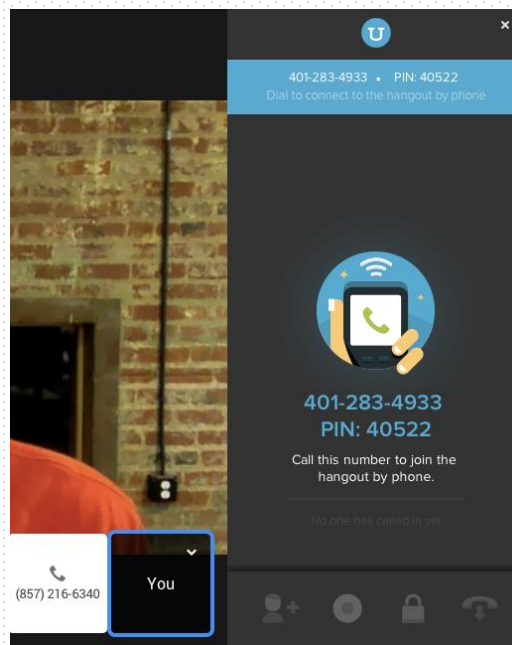 U
×
401-283-4933 • PIN: 40522
Dial to connect to the hangout by phone
401-283-4933
PIN: 40522
Call this number to join the
hangout by phone.
No one has called in yet
(857) 216-6340
You